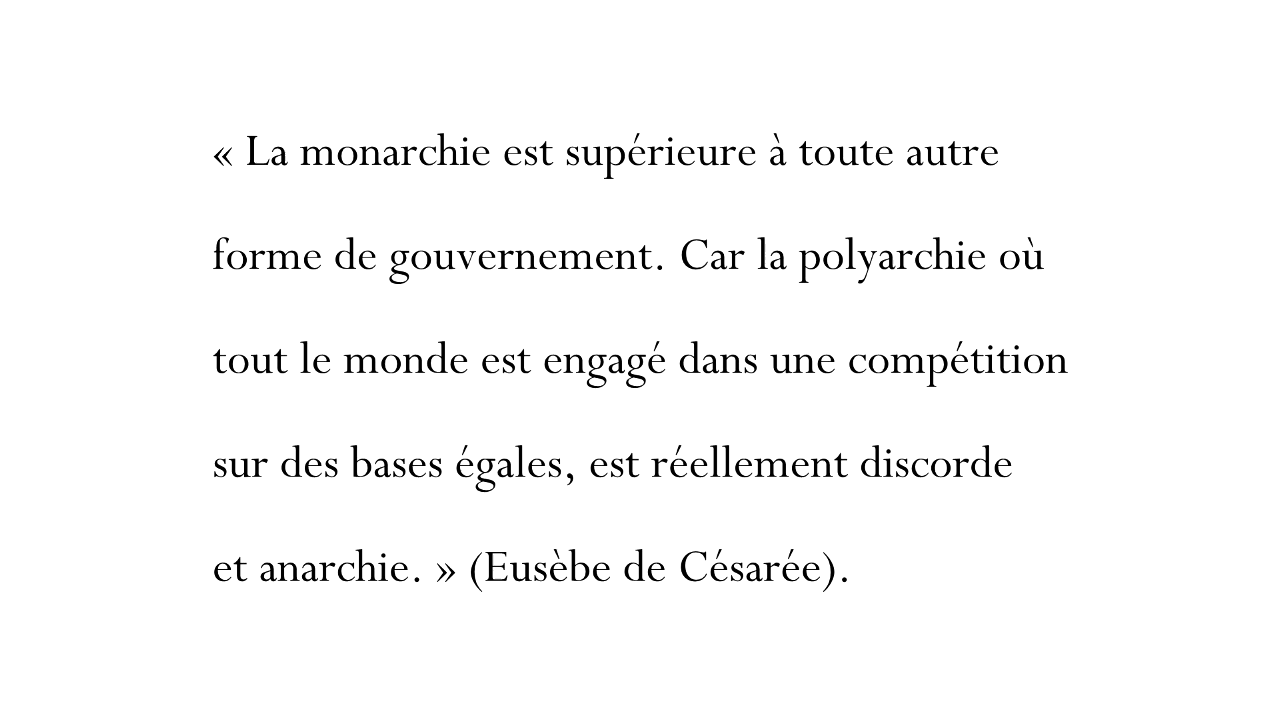 « La monarchie est supérieure à toute autre
forme de gouvernement. Car la polyarchie où
tout le monde est engagé dans une compétition
sur des bases égales, est réellement discorde
et anarchie. » (Eusèbe de Césarée).